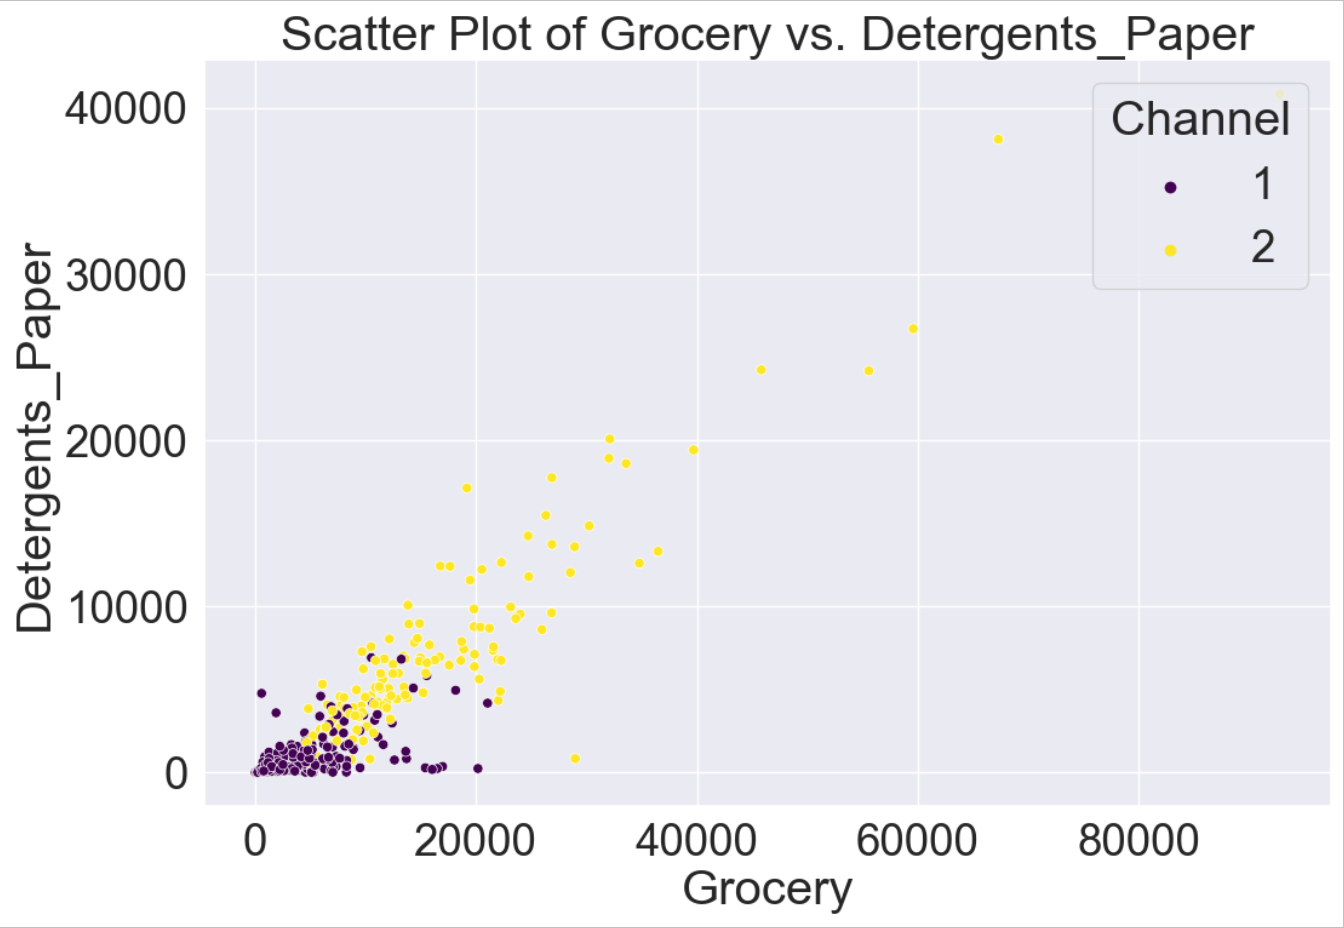 Scatter Plot of Grocery vs. Detergents_Paper
Channel
1
2
Detergents_Paper
40000
30000
20000
10000
0
0 20000 40000 60000 80000
Grocery